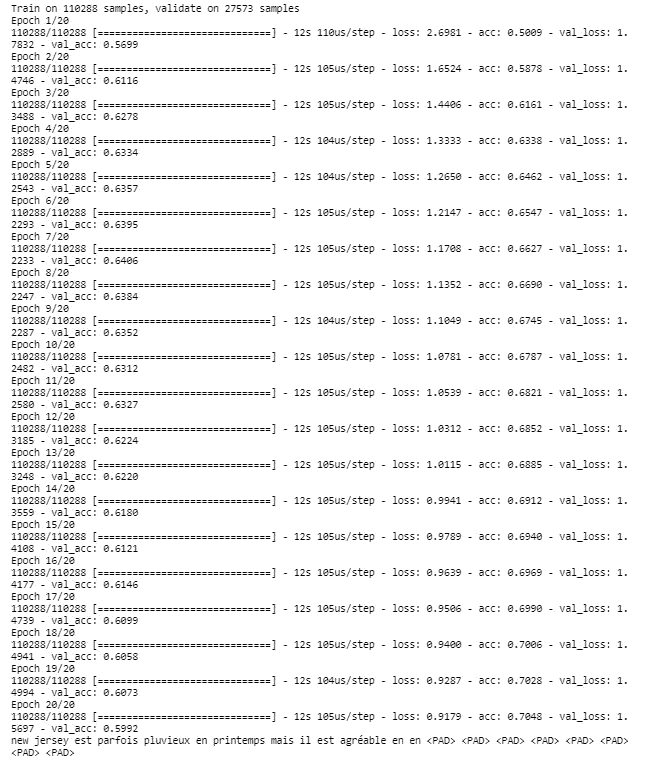 Train on 110288 samples, validate on 27573 samples
Epoch 1/20
110288/110288 [==============================] - 12s 110us/step - loss: 2.6981 - acc: 0.5009 - val_loss: 1.
7832 - val_acc: 0.5699
Epoch 2/20
110288/110288 [==============================] - 12s 105us/step - loss: 1.6524 - acc: 0.5878 - val_loss: 1.
4746 - val_acc: 0.6116
Epoch 3/20
110288/110288 [==============================] - 12s 105us/step - loss: 1.4406 - acc: 0.6161 - val_loss: 1.
3488 - val_acc: 0.6278
Epoch 4/20
110288/110288 [==============================] - 12s 104us/step - loss: 1.3333 - acc: 0.6338 - val_loss: 1.
2889 - val_acc: 0.6334
Epoch 5/20
110288/110288 [==============================] - 12s 104us/step - loss: 1.2650 - acc: 0.6462 - val_loss: 1.
2543 - val_acc: 0.6357
Epoch 6/20
110288/110288 [==============================] - 12s 105us/step - loss: 1.2147 - acc: 0.6547 - val_loss: 1.
2293 - val_acc: 0.6395
Epoch 7/20
110288/110288 [==============================] - 12s 105us/step - loss: 1.1708 - acc: 0.6627 - val_loss: 1.
2233 - val_acc: 0.6406
Epoch 8/20
110288/110288 [==============================] - 12s 105us/step - loss: 1.1352 - acc: 0.6690 - val_loss: 1.
2247 - val_acc: 0.6384
Epoch 9/20
110288/110288 [==============================] - 12s 104us/step - loss: 1.1049 - acc: 0.6745 - val_loss: 1.
2287 - val_acc: 0.6352
Epoch 10/20
110288/110288 [==============================] - 12s 105us/step - loss: 1.0781 - acc: 0.6787 - val_loss: 1.
2482 - val_acc: 0.6312
Epoch 11/20
110288/110288 [==============================] - 12s 105us/step - loss: 1.0539 - acc: 0.6821 - val_loss: 1.
2580 - val_acc: 0.6327
Epoch 12/20
110288/110288 [==============================] - 12s 105us/step - loss: 1.0312 - acc: 0.6852 - val_loss: 1.
3185 - val_acc: 0.6224
Epoch 13/20
110288/110288 [==============================] - 12s 105us/step - loss: 1.0115 - acc: 0.6885 - val_loss: 1.
3248 - val_acc: 0.6220
Epoch 14/20
110288/110288 [==============================] - 12s 105us/step - loss: 0.9941 - acc: 0.6912 - val_loss: 1.
3559 - val_acc: 0.6180
Epoch 15/20
110288/110288 [==============================] - 12s 105us/step - loss: 0.9789 - acc: 0.6940 - val_loss: 1.
4108 - val_acc: 0.6121
Epoch 16/20
110288/110288 [==============================] - 12s 105us/step - loss: 0.9639 - acc: 0.6969 - val_loss: 1.
4177 - val_acc: 0.6146
Epoch 17/20
110288/110288 [==============================] - 12s 105us/step - loss: 0.9506 - acc: 0.6990 - val_loss: 1.
4739 - val_acc: 0.6099
Epoch 18/20
110288/110288 [==============================] - 12s 105us/step - loss: 0.9400 - acc: 0.7006 - val_loss: 1.
4941 - val_acc: 0.6058
Epoch 19/20
110288/110288 [==============================] - 12s 104us/step - loss: 0.9287 - acc: 0.7028 - val_loss: 1.
4994 - val_acc: 0.6073
Epoch 20/20
110288/110288 [==============================] - 12s 105us/step - loss: 0.9179 - acc: 0.7048 - val_loss: 1.
5697 - val_acc: 0.5992
new jersey est parfois pluvieux en printemps mais il est agréable en en <PAD> <PAD> <PAD> <PAD> <PAD> <PAD>
<PAD> <PAD>